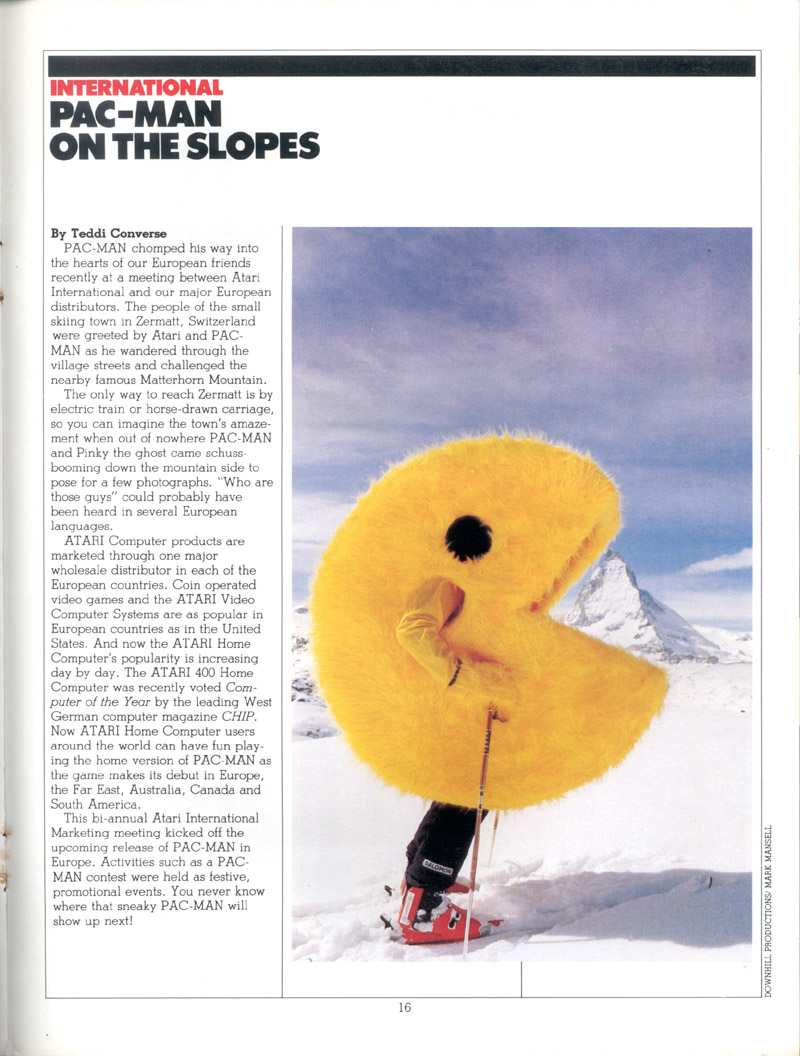 INTERNATIONAL
PAC-MAN
ON THE SLOPES
By Teddi Converse
PAC-MAN chomped his way into
the hearts of our European friends
recently at a meeting between Atari
International and our major European
distributors. The people of the small
skiing town in Zermatt, Switzerland
were greeted by Atari and PAC-
MAN as he wandered through the
village streets and challenged the
nearby famous Matterhorn Mountain.
The only way to reach Zermatt is by
electric train or horse-drawn carriage,
so you can imagine the town's amaze-
ment when out of nowhere PAC-MAN
and Pinky the ghost came schuss-
booming down the mountain side to
pose for a few photographs. "Who are
those guys" could probably have
been heard in several European
languages.
ATARI Computer products are
marketed through one major
wholesale distributor in each of the
European countries. Coin operated
video games and the ATARI Video
Computer Systems are as popular in
European countries as in the United
States. And now the ATARI Home
Computer's popularity is increasing
day by day. The ATARI 400 Home
Computer was recently voted Com-
puter of the Year by the leading West
German computer magazine CHIP.
Now ATARI Home Computer users
around the world can have fun play-
ing the home version of PAC-MAN as
the game makes its debut in Europe,
the Far East, Australia, Canada and
South America.
This bi-annual Atari International
Marketing meeting kicked off the
upcoming release of PAC-MAN in
Europe. Activities such as a PAC-
MAN contest were held as festive,
promotional events. You never know
where that sneaky PAC-MAN will
show up next!
SALOMON
DOWNHILL PRODUCTIONS/ MARK MANSELL
16